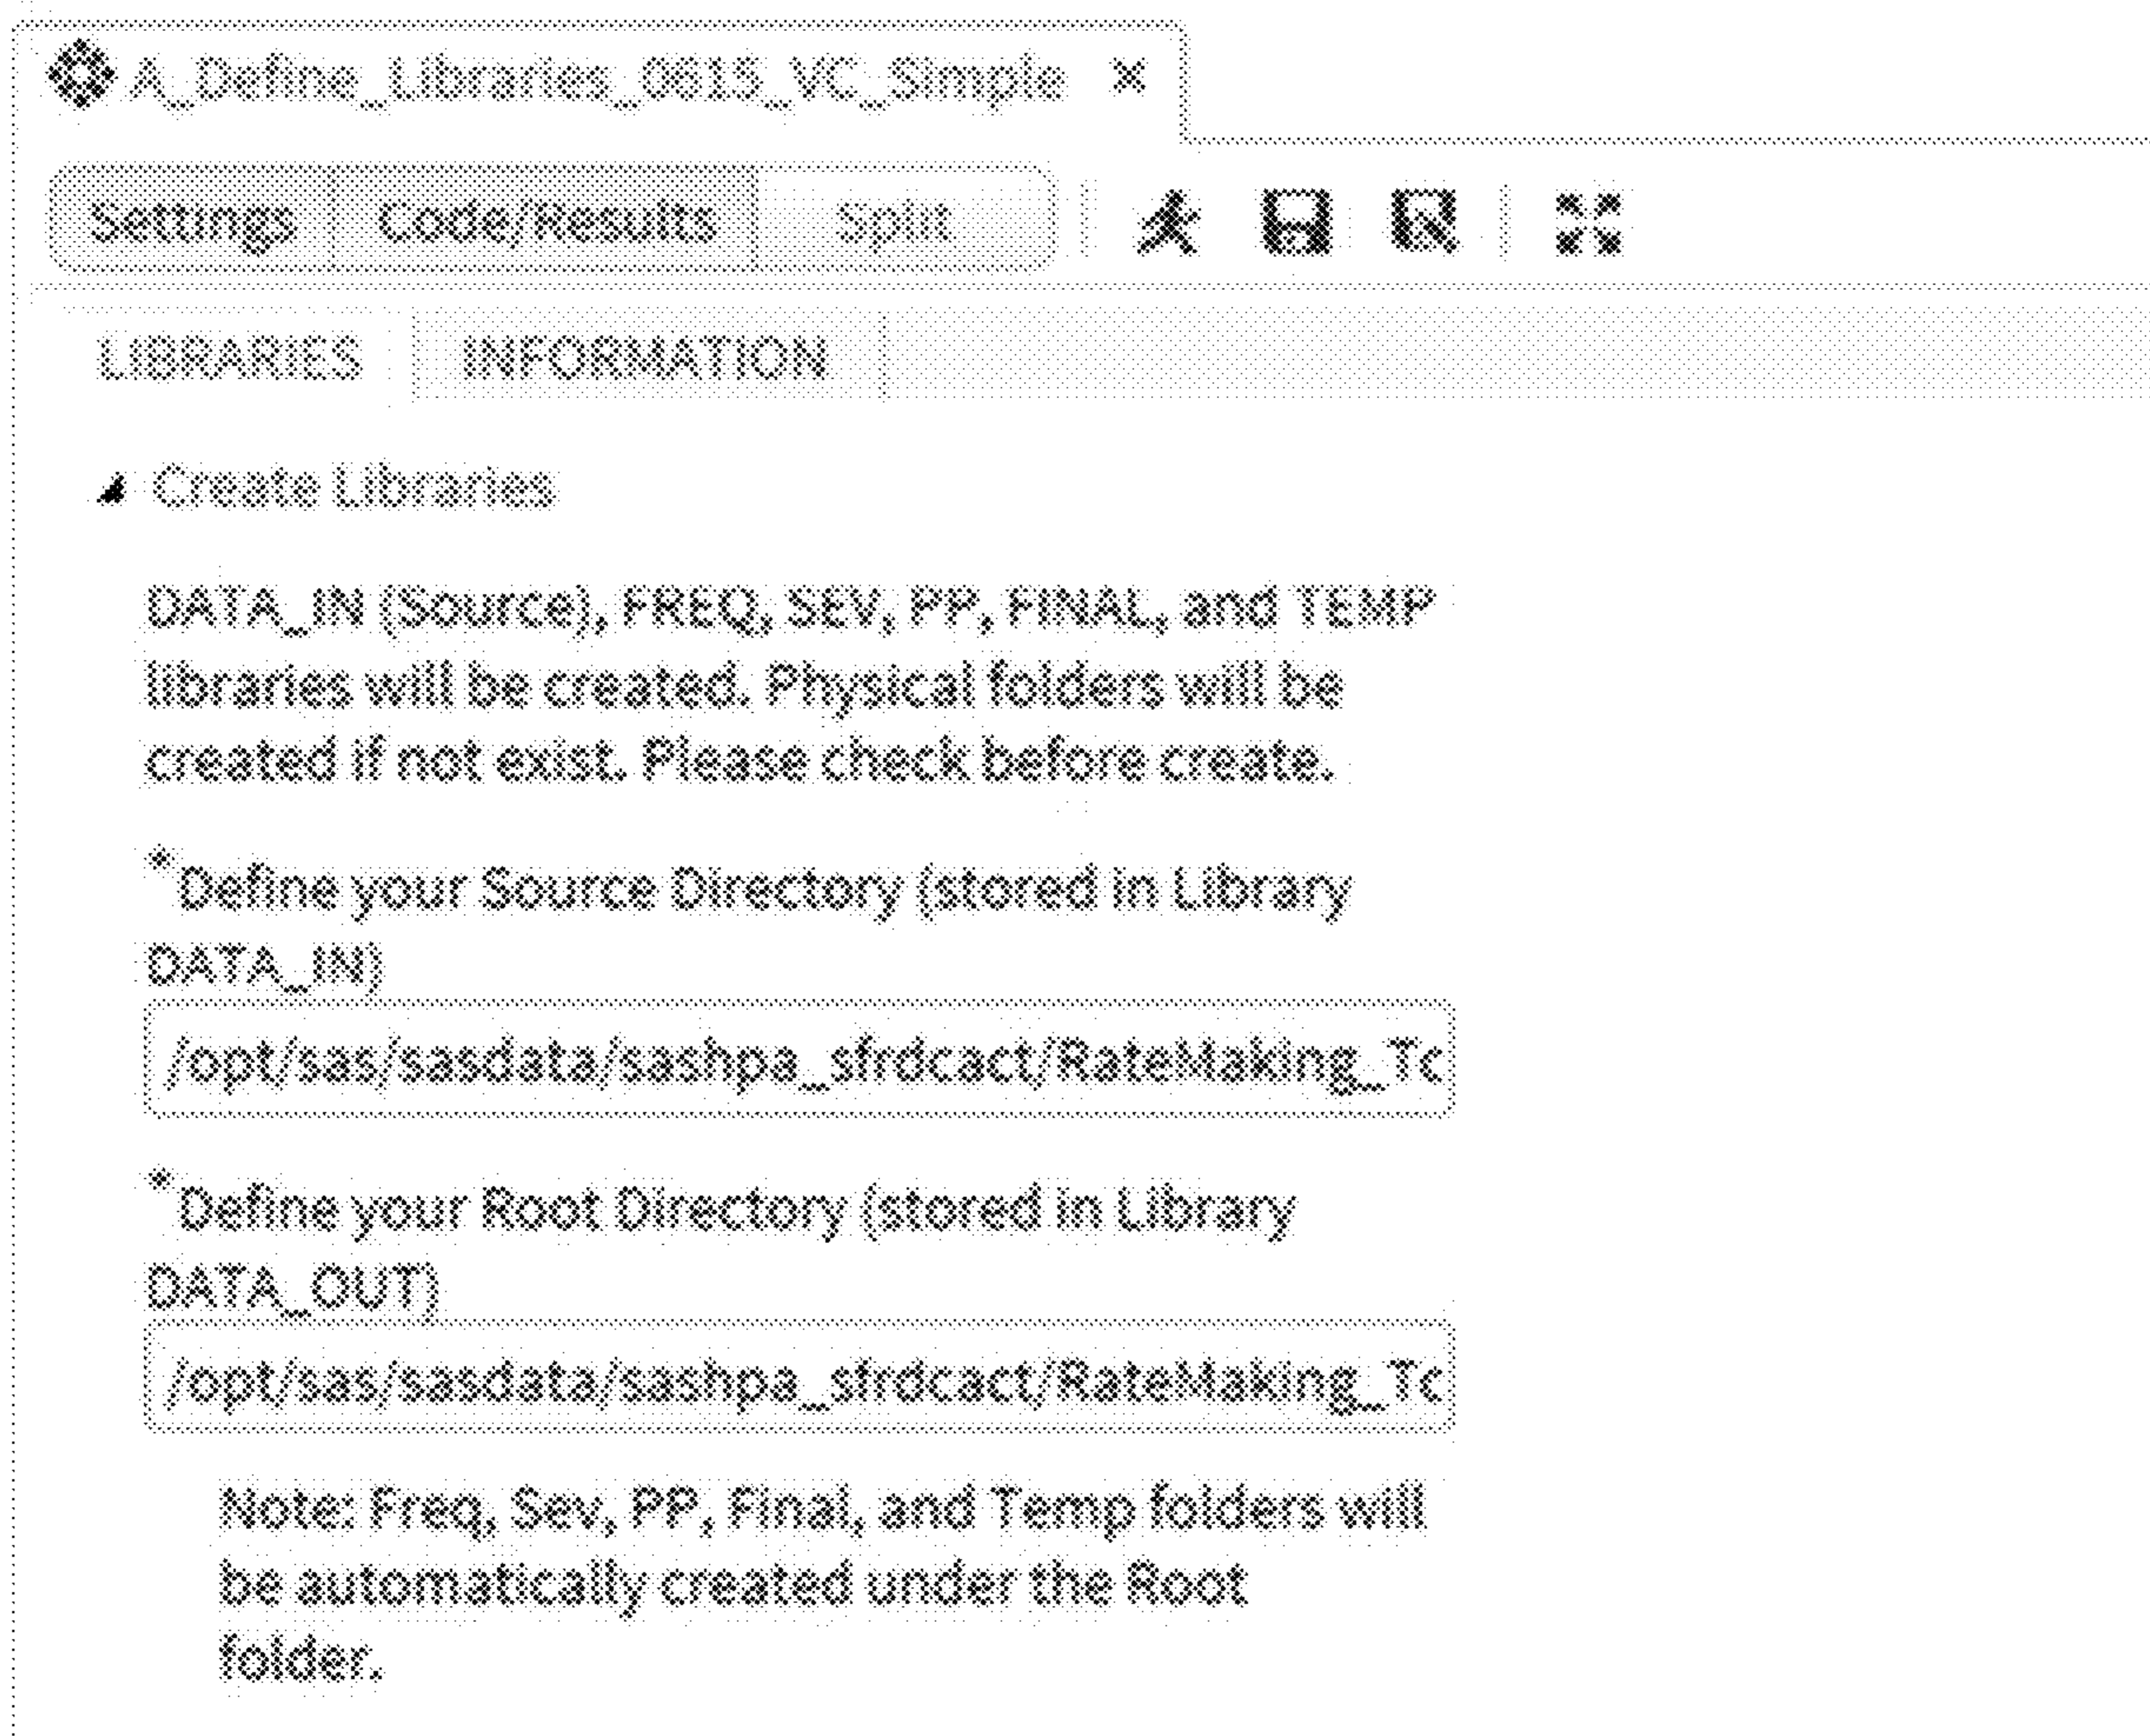 A_Define_Libraries_0615_VC_Simple ×
Settings Code/Results Split
LIBRARIES INFORMATION
Create Libraries
DATA_IN (Source), FREQ, SEV, PP, FINAL, and TEMP
libraries will be created. Physical folders will be
created if not exist. Please check before create.
*Define your Source Directory (stored in Library
DATA_IN)
/opt/sas/sasdata/sashpa_sfrdcact/RateMaking_Tc
*Define your Root Directory (stored in Library
DATA_OUT)
/opt/sas/sasdata/sashpa_sfrdcact/RateMaking_Tc
Note: Freq, Sev, PP, Final, and Temp folders will
be automatically created under the Root
folder.